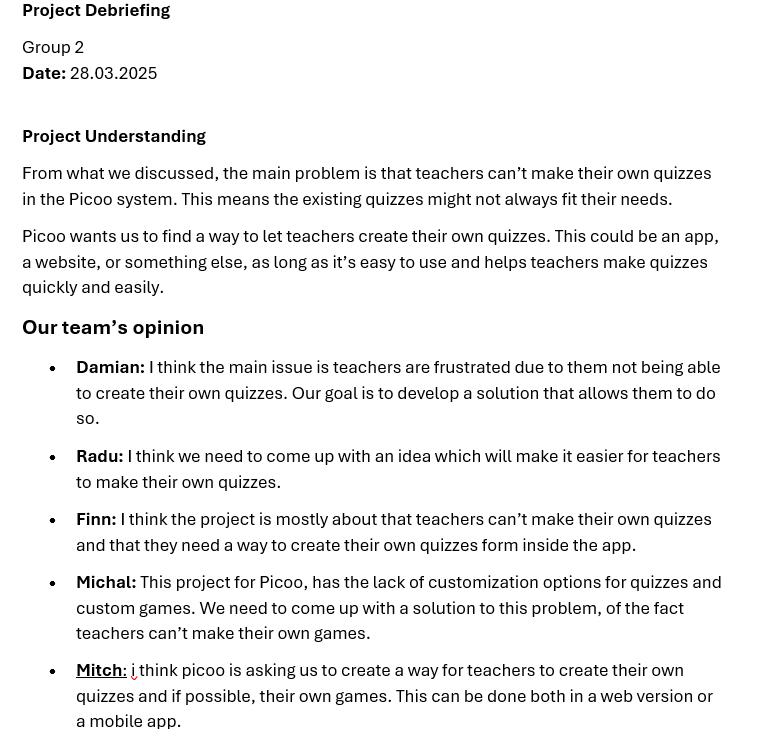 Project Debriefing
Group 2
Date: 28.03.2025
Project Understanding
From what we discussed, the main problem is that teachers can’t make their own quizzes
in the Picoo system. This means the existing quizzes might not always fit their needs.
Picoo wants us to find a way to let teachers create their own quizzes. This could be an app,
a website, or something else, as long as it’s easy to use and helps teachers make quizzes
quickly and easily.
Our team’s opinion
• Damian: I think the main issue is teachers are frustrated due to them not being able
to create their own quizzes. Our goal is to develop a solution that allows them to do
so.
• Radu: I think we need to come up with an idea which will make it easier for teachers
to make their own quizzes.
• Finn: I think the project is mostly about that teachers can’t make their own quizzes
and that they need a way to create their own quizzes form inside the app.
• Michal: This project for Picoo, has the lack of customization options for quizzes and
custom games. We need to come up with a solution to this problem, of the fact
teachers can’t make their own games.
• Mitch: i think picoo is asking us to create a way for teachers to create their own
quizzes and if possible, their own games. This can be done both in a web version or
a mobile app.